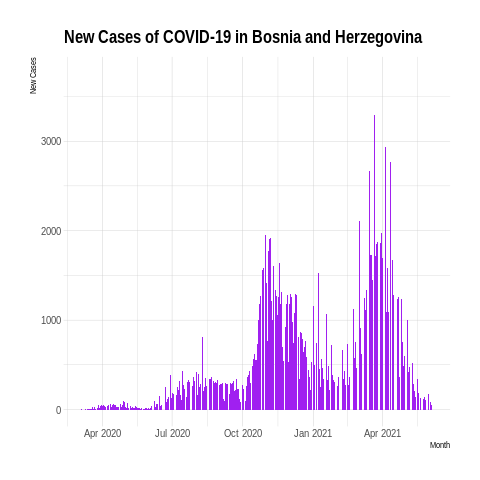 New Cases of COVID-19 in Bosnia and Herzegovina
New Cases
3000
2000
1000
0
Apr 2020 Jul 2020 Oct 2020 Jan 2021 Apr 2021
Month